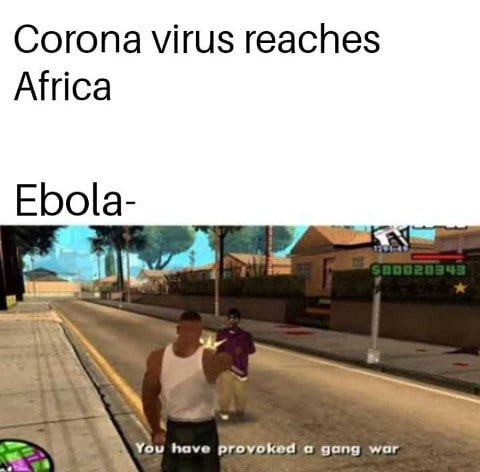 Corona virus reaches
Africa
Ebola-
$00020343
You have provoked a gang war